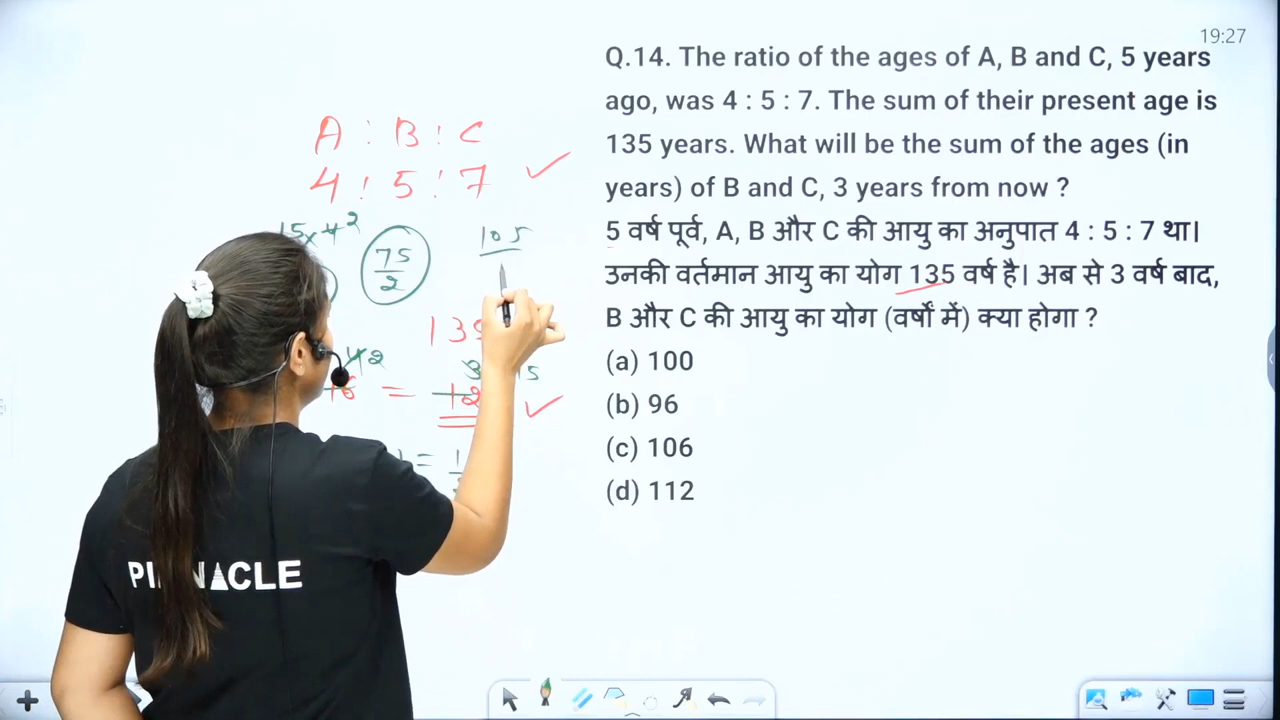 19:27
Q.14. The ratio of the ages of A, B and C, 5 years
ago, was 4 : 5 : 7. The sum of their present age is
135 years. What will be the sum of the ages (in
years) of B and C, 3 years from now ?
5 वर्ष पूर्व, A, B और C की आयु का अनुपात 4 : 5 : 7 था।
उनकी वर्तमान आयु का योग 135 वर्ष है। अब से 3 वर्ष बाद,
B और C की आयु का योग (वर्षों में) क्या होगा ?
(a) 100
(b) 96
(c) 106
(d) 112
A : B : C
4 : 5 : 7
75
2
105
=
PINNACLE